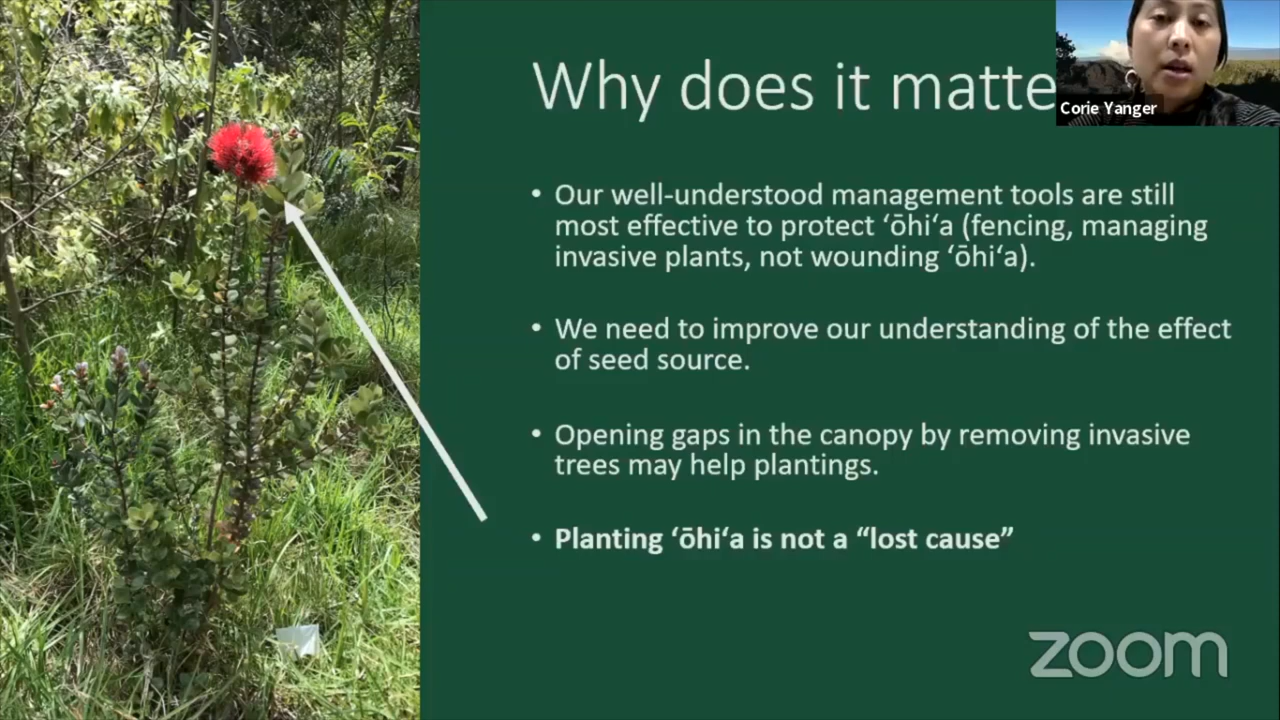 Why does it matte
Corie Yanger
• Our well-understood management tools are still
most effective to protect ʻōhiʻa (fencing, managing
invasive plants, not wounding ʻōhiʻa).
• We need to improve our understanding of the effect
of seed source.
• Opening gaps in the canopy by removing invasive
trees may help plantings.
• Planting ʻōhiʻa is not a “lost cause”
zoom